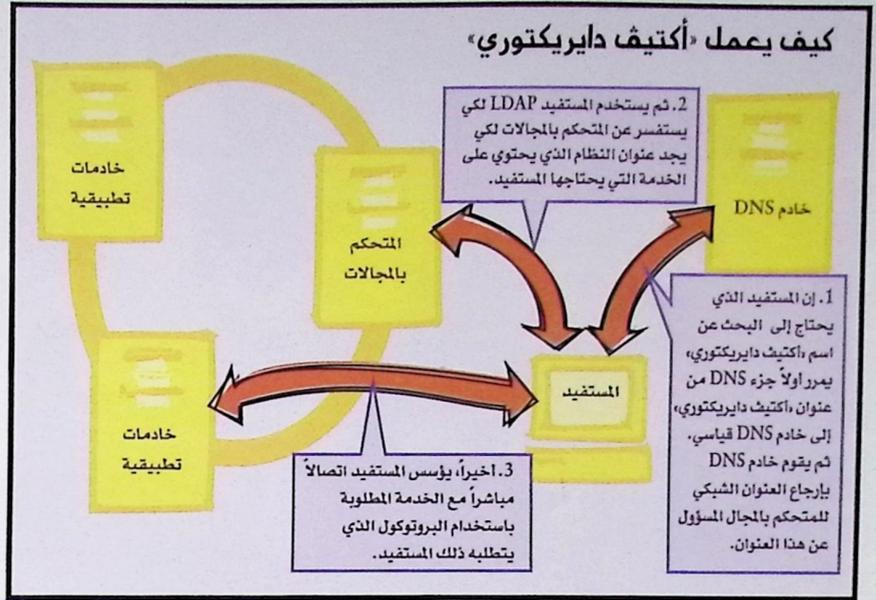 كيف يعمل «أكتيڤ دايريكتوري»
1. إن المستفيد الذي
يحتاج إلى البحث عن
اسم «أكتيڤ دايريكتوري»
يمرر أولاً جزء DNS من
عنوان «أكتيڤ دايريكتوري»
إلى خادم DNS قياسي.
ثم يقوم خادم DNS
بإرجاع العنوان الشبكي
للمتحكم بالمجال المسؤول
عن هذا العنوان.
2. ثم يستخدم المستفيد LDAP لكي
يستفسر عن المتحكم بالمجالات لكي
يجد عنوان النظام الذي يحتوي على
الخدمة التي يحتاجها المستفيد.
3. اخيراً، يؤسس المستفيد اتصالاً
مباشراً مع الخدمة المطلوبة
باستخدام البروتوكول الذي
يتطلبه ذلك المستفيد.
خادم DNS
المستفيد
المتحكم
بالمجالات
خادمات
تطبيقية
خادمات
تطبيقية